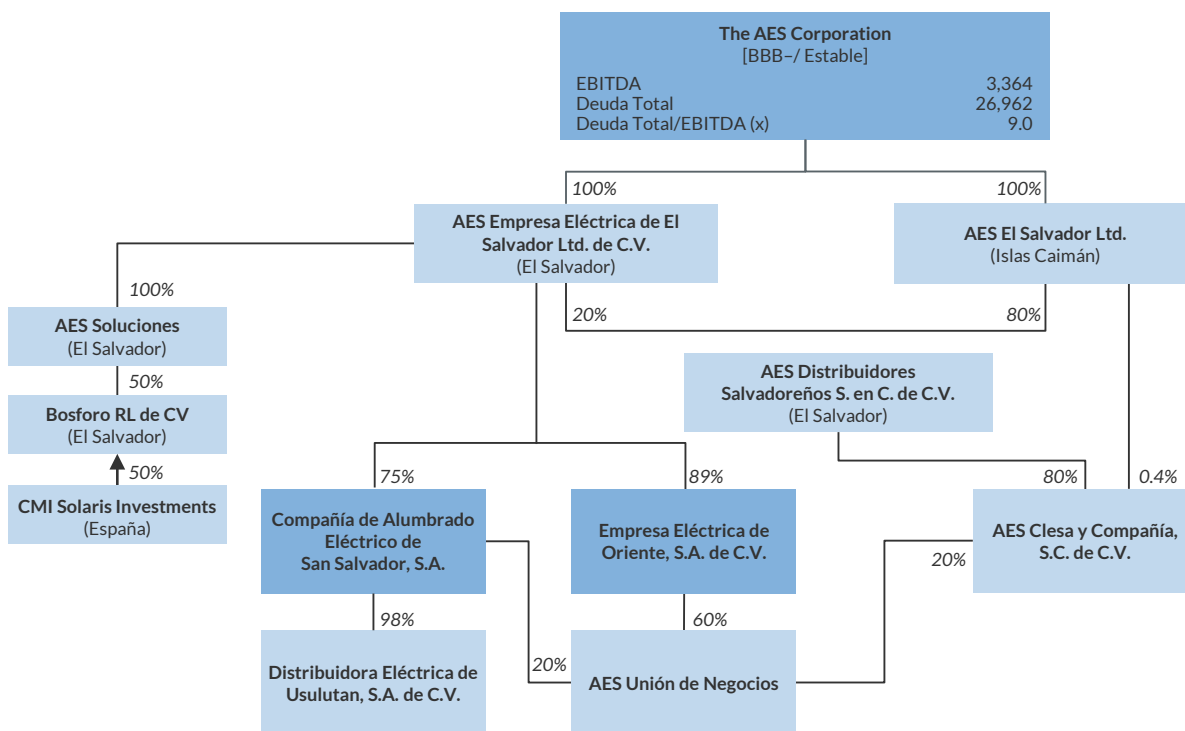 The AES Corporation
[BBB–/ Estable]
EBITDA 3,364
Deuda Total 26,962
Deuda Total/EBITDA (x) 9.0
100%
100%
AES Empresa Eléctrica de El
Salvador Ltd. de C.V.
(El Salvador)
AES El Salvador Ltd.
(Islas Caimán)
100%
20%
80%
AES Soluciones
(El Salvador)
50%
Bosforo RL de CV
(El Salvador)
50%
CMI Solaris Investments
(España)
AES Distribuidores
Salvadoreños S. en C. de C.V.
(El Salvador)
75%
89%
80%
0.4%
Compañía de Alumbrado
Eléctrico de
San Salvador, S.A.
Empresa Eléctrica de
Oriente, S.A. de C.V.
AES Clesa y Compañía,
S.C. de C.V.
20%
98%
60%
20%
Distribuidora Eléctrica de
Usulutan, S.A. de C.V.
AES Unión de Negocios